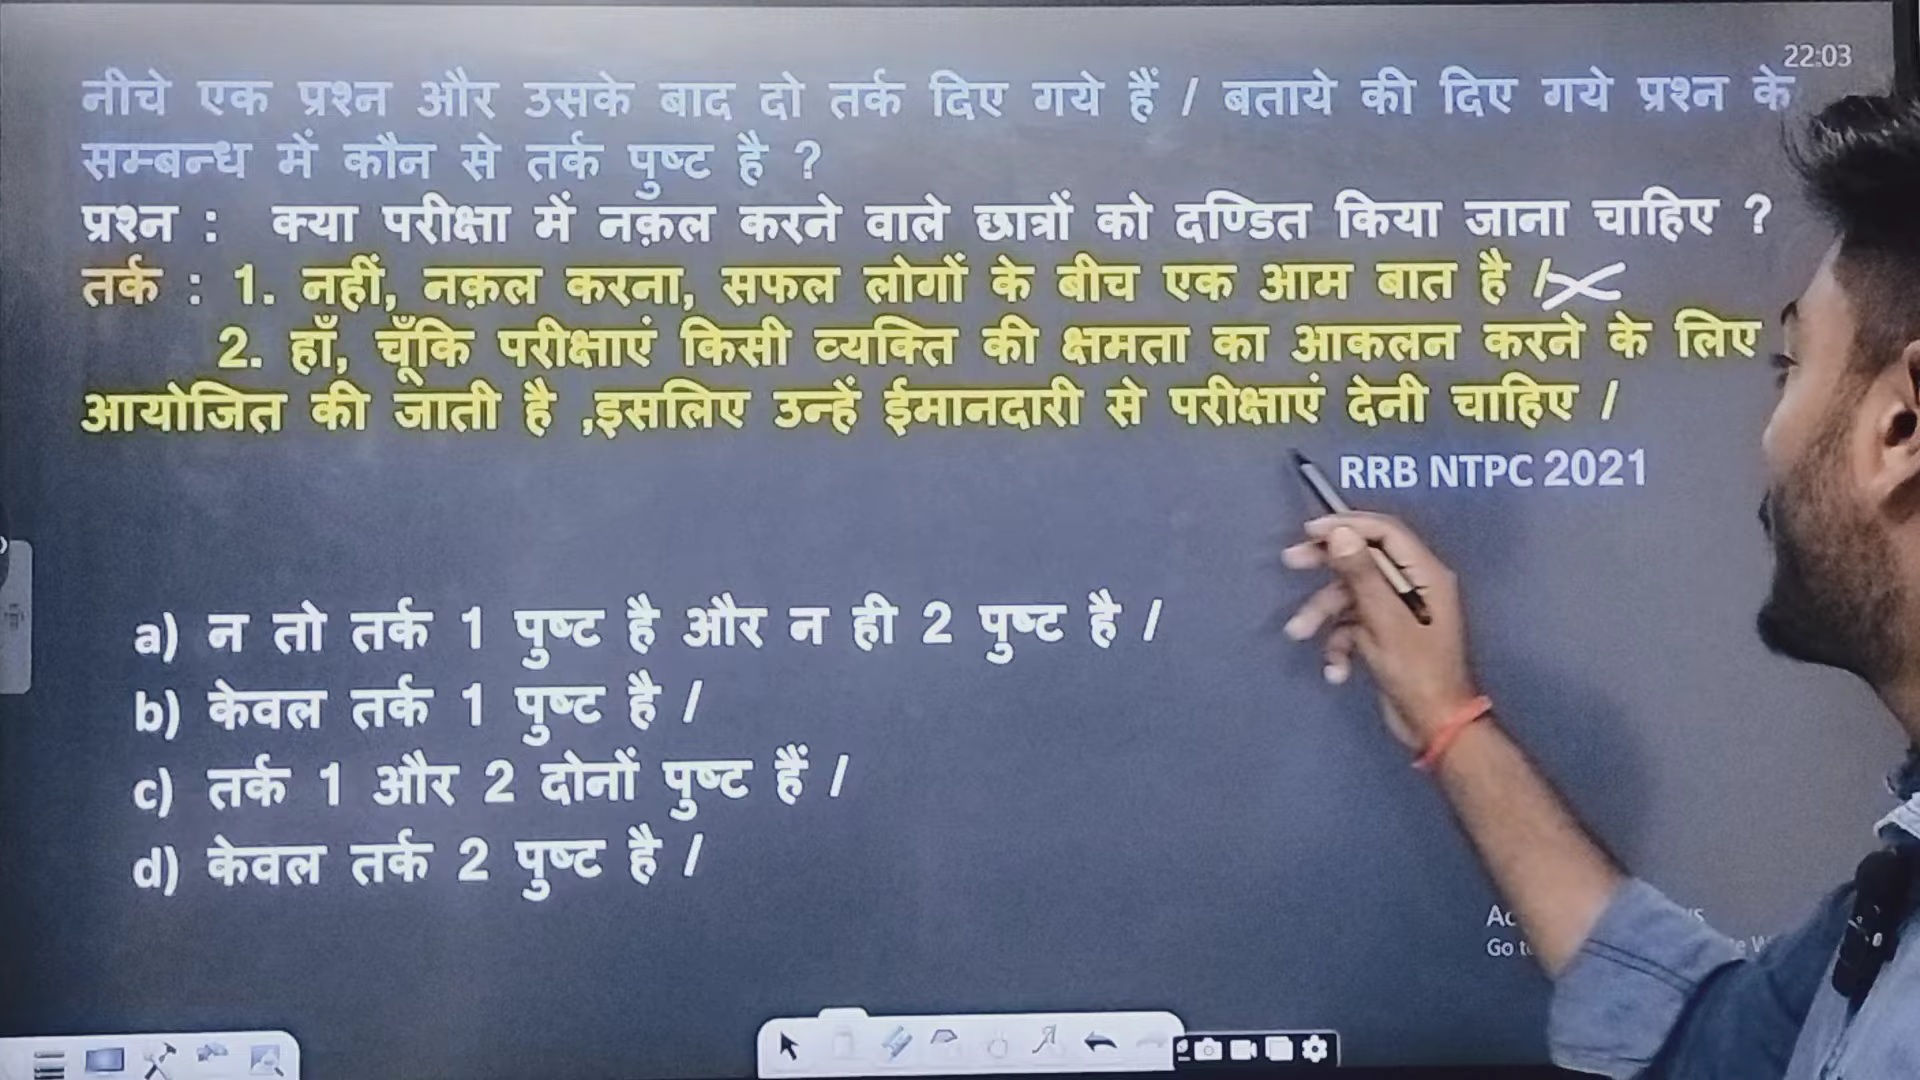 22:03
नीचे एक प्रश्न और उसके बाद दो तर्क दिए गये हैं / बताये की दिए गये प्रश्न के
सम्बन्ध में कौन से तर्क पुष्ट है ?
प्रश्न : क्या परीक्षा में नक़ल करने वाले छात्रों को दण्डित किया जाना चाहिए ?
तर्क : 1. नहीं, नक़ल करना, सफल लोगों के बीच एक आम बात है /
2. हाँ, चूँकि परीक्षाएं किसी व्यक्ति की क्षमता का आकलन करने के लिए
आयोजित की जाती है ,इसलिए उन्हें ईमानदारी से परीक्षाएं देनी चाहिए /
RRB NTPC 2021
a) न तो तर्क 1 पुष्ट है और न ही 2 पुष्ट है /
b) केवल तर्क 1 पुष्ट है /
c) तर्क 1 और 2 दोनों पुष्ट हैं /
d) केवल तर्क 2 पुष्ट है /
Go